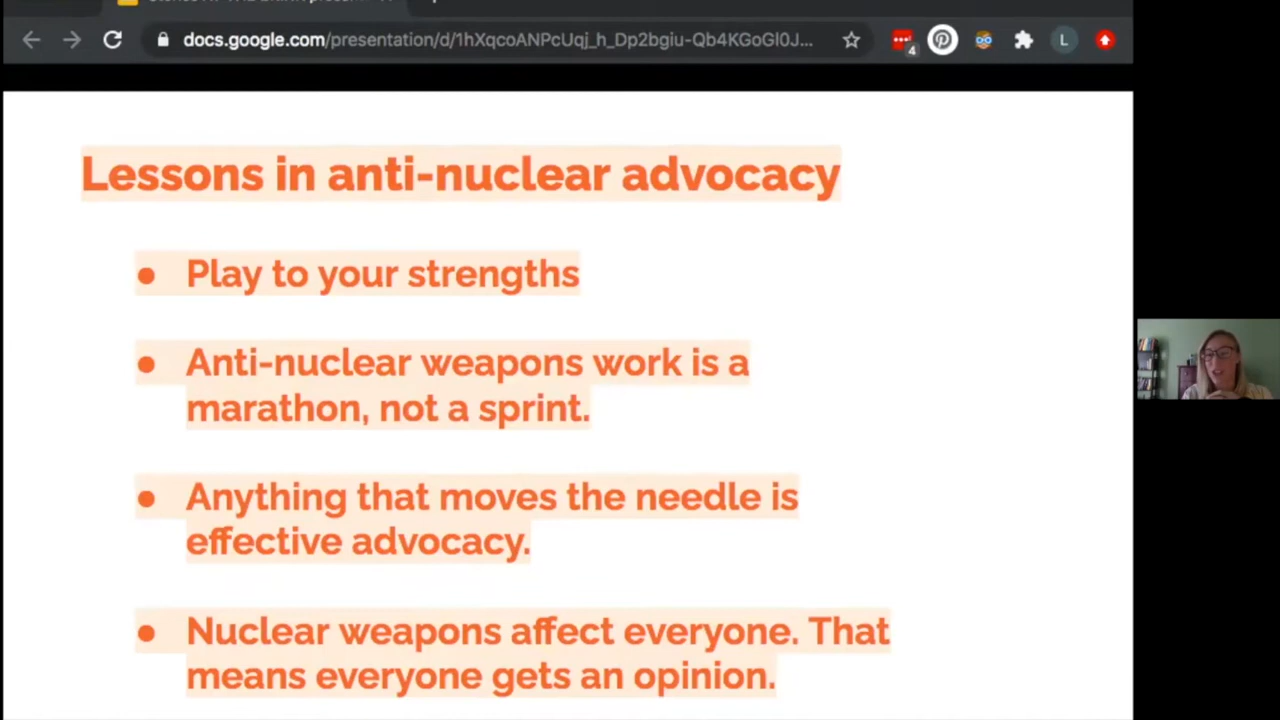 docs.google.com/presentation/d/1hXqcoANPcUqj_h_Dp2bgiu-Qb4KGoGl0J...
4
L
Lessons in anti-nuclear advocacy
● Play to your strengths
● Anti-nuclear weapons work is a
marathon, not a sprint.
● Anything that moves the needle is
effective advocacy.
● Nuclear weapons affect everyone. That
means everyone gets an opinion.